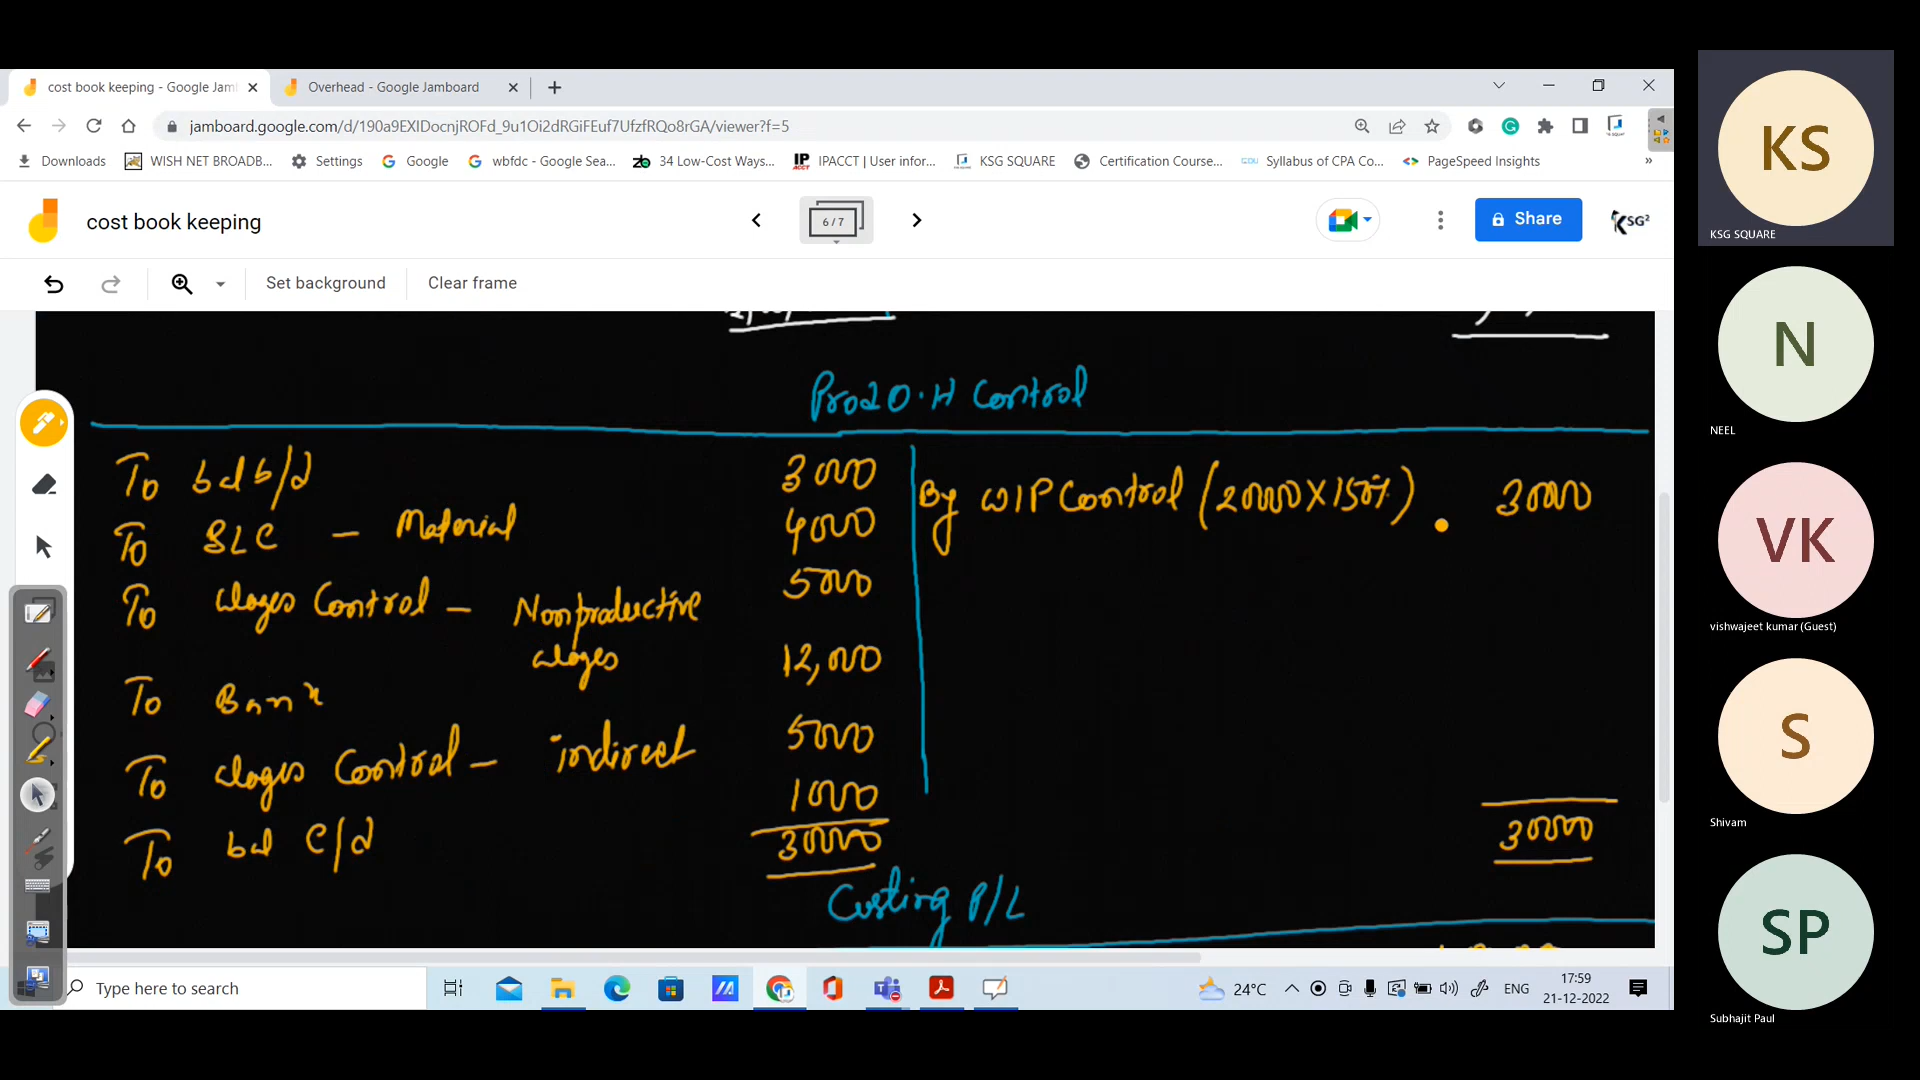 cost book keeping - Google Jam
Overhead - Google Jamboard
jamboard.google.com/d/190a9EXIDocnjROFd_9u1Oi2dRGiFEuf7UfzfRQo8rGA/viewer?f=5
Downloads WISH NET BROADB... Settings Google wbfdc - Google Sea... 34 Low-Cost Ways... IPACCT | User infor... KSG SQUARE Certification Course... Syllabus of CPA Co... PageSpeed Insights »
cost book keeping
6 / 7
Share
KSG²
Set background Clear frame
Prod O.H Control
To bal b/d 3000 By WIP Control (20000X150%) 30000
To SLC - Material 4000
To Wages Control - Nonproductive 5000
Wages
To Bank 12,000
To Wages Control - indirect 5000
To bal C/d 1000
30000 30000
Costing P/L
Type here to search
24°C
ENG
17:59
21-12-2022
KS
KSG SQUARE
N
NEEL
VK
vishwajeet kumar (Guest)
S
Shivam
SP
Subhajit Paul